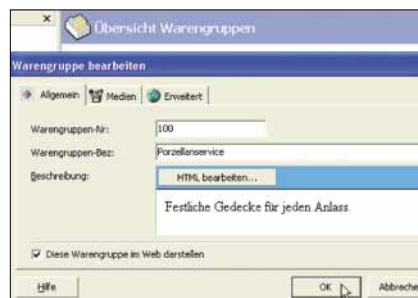 Übersicht Warengruppen
Warengruppe bearbeiten
Allgemein Medien Erweitert
Warengruppen-Nr: 100
Warengruppen-Bez: Porzellanservice
Beschreibung: HTML bearbeiten...
Festliche Gedecke für jeden Anlass.
Diese Warengruppe im Web darstellen
Hilfe OK Abbreche